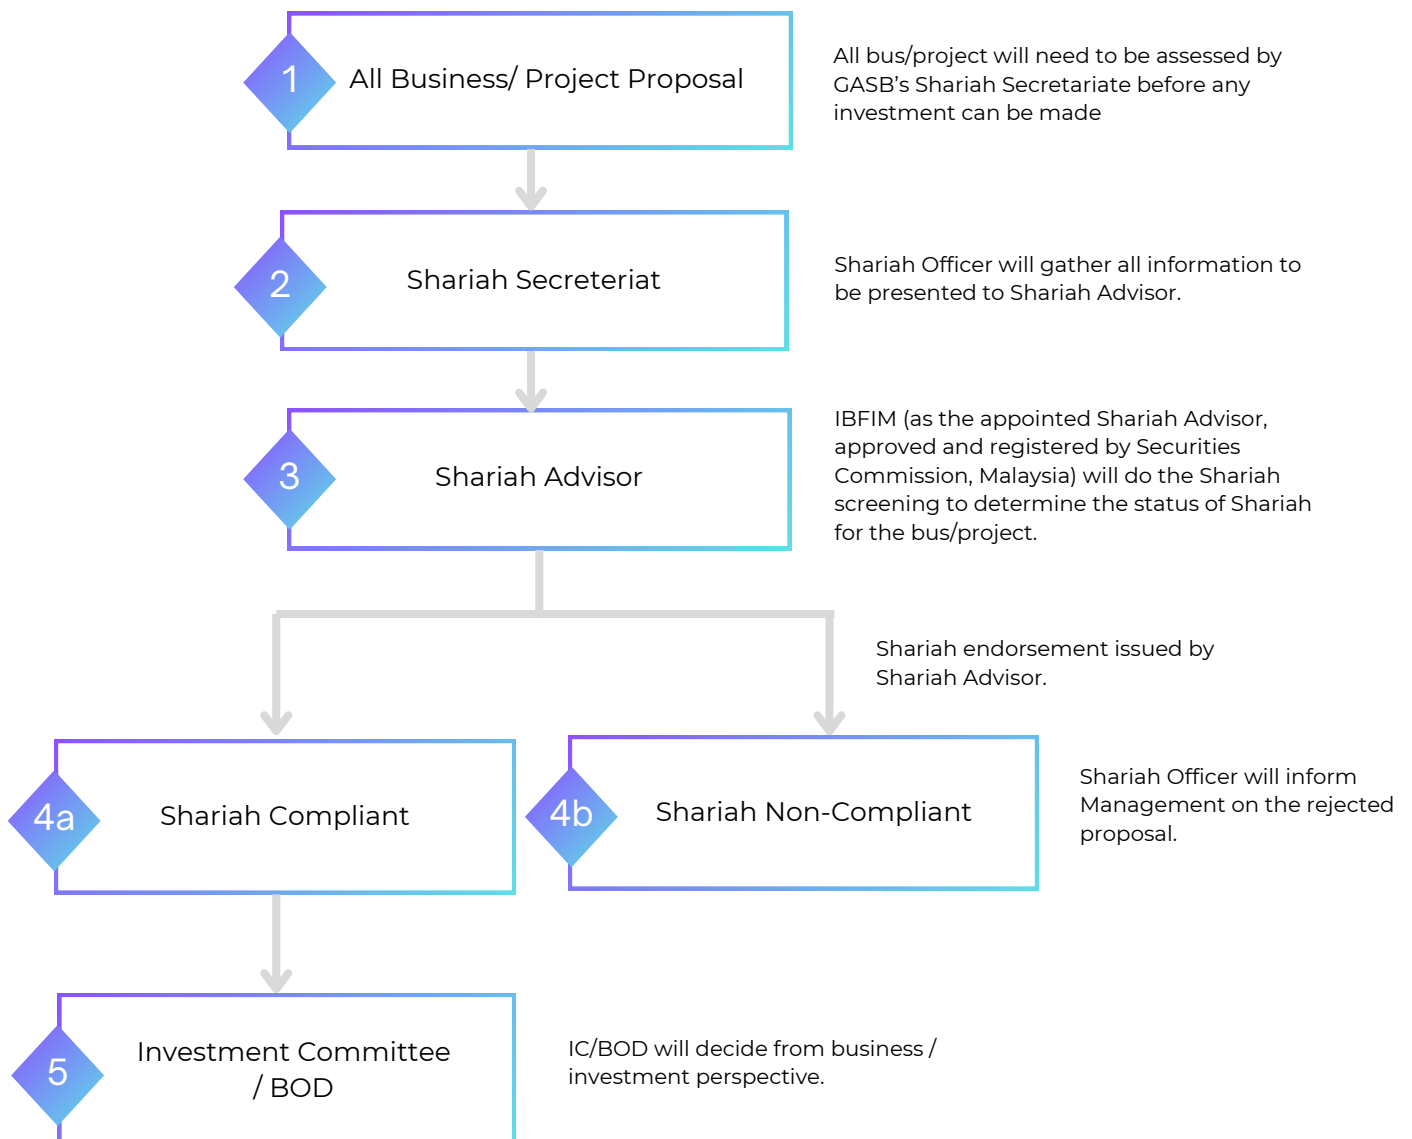 1
All Business/ Project Proposal
All bus/project will need to be assessed by
GASB's Shariah Secretariate before any
investment can be made
2
Shariah Secreteriat
Shariah Officer will gather all information to
be presented to Shariah Advisor.
3
Shariah Advisor
IBFIM (as the appointed Shariah Advisor,
approved and registered by Securities
Commission, Malaysia) will do the Shariah
screening to determine the status of Shariah
for the bus/project.
Shariah endorsement issued by
Shariah Advisor.
4a
Shariah Compliant
4b
Shariah Non-Compliant
Shariah Officer will inform
Management on the rejected
proposal.
5
Investment Committee
/ BOD
IC/BOD will decide from business /
investment perspective.